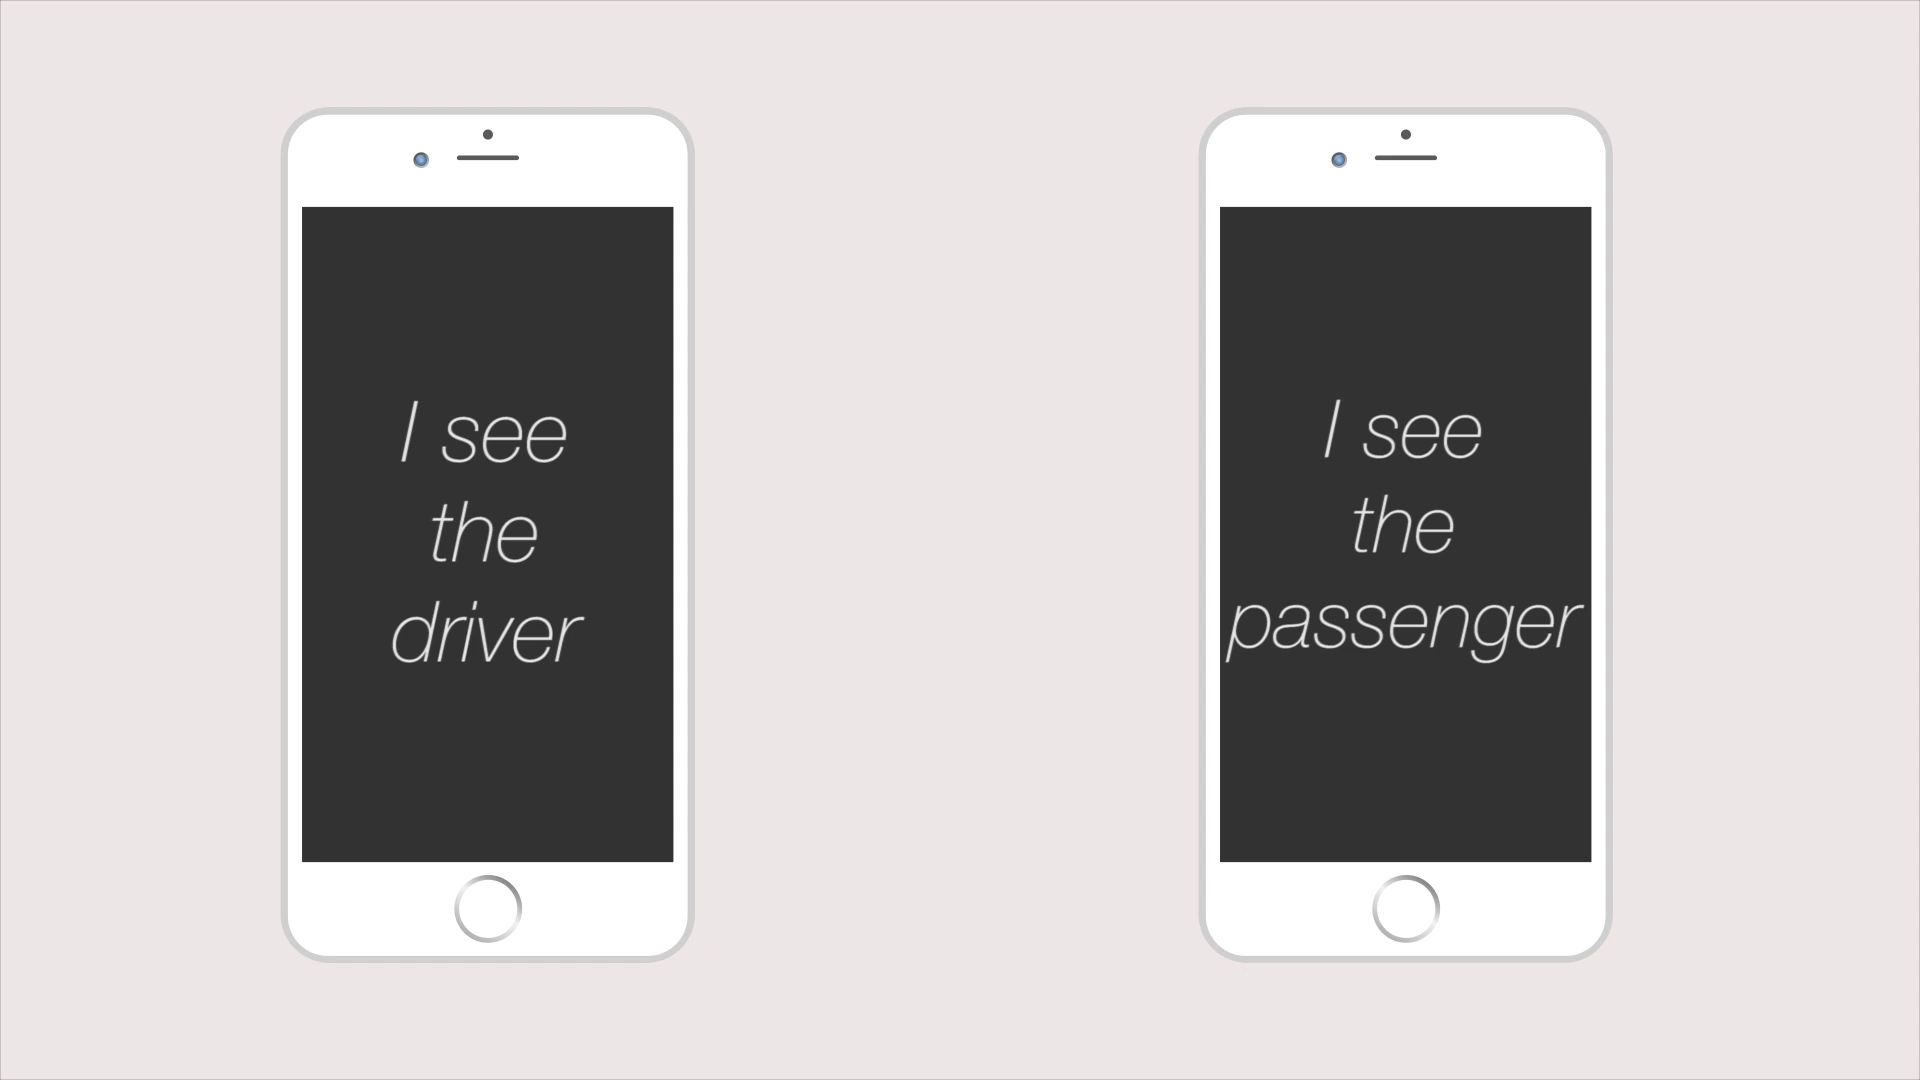 I see
the
driver
I see
the
passenger